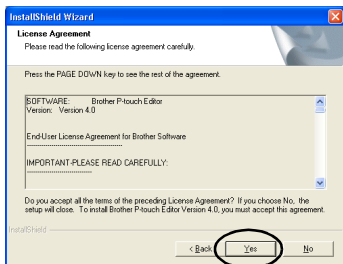 InstallShield Wizard
License Agreement
Please read the following license agreement carefully.
Press the PAGE DOWN key to see the rest of the agreement.
SOFTWARE: Brother P-touch Editor
Version: Version 4.0
End-User License Agreement for Brother Software
----------------------------------------
IMPORTANT-PLEASE READ CAREFULLY:
----------------------------
Do you accept all the terms of the preceding License Agreement? If you choose No, the
setup will close. To install Brother P-touch Editor Version 4.0, you must accept this agreement.
InstallShield
< Back Yes No